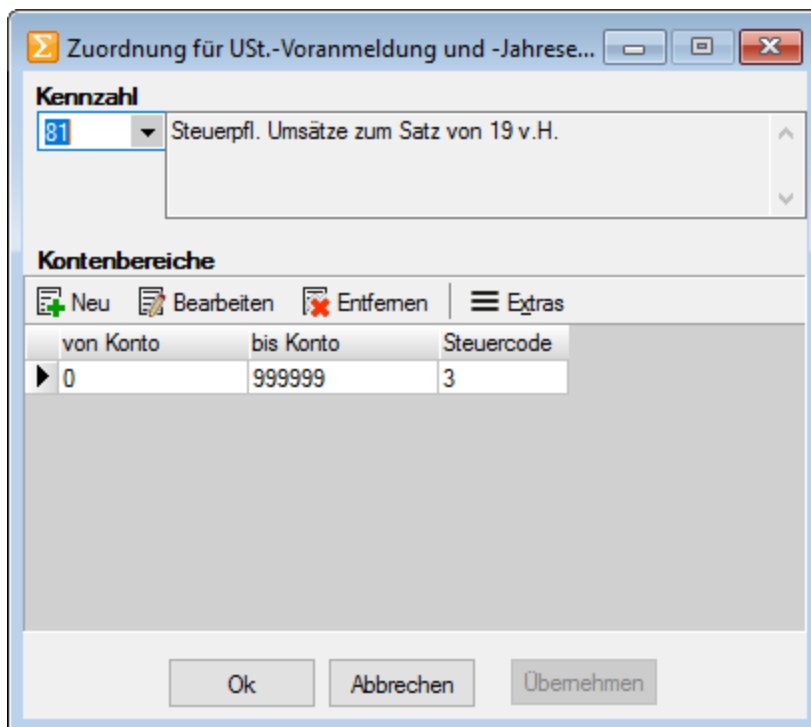 Σ Zuordnung für USt.-Voranmeldung und -Jahrese...
Kennzahl
81 Steuerpfl. Umsätze zum Satz von 19 v.H.
Kontenbereiche
Neu Bearbeiten Entfernen Extras
von Konto bis Konto Steuercode
0 999999 3
Ok Abbrechen Übernehmen